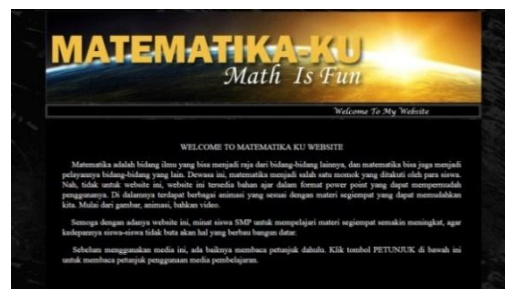 MATEMATIKA-KU
Math Is Fun
Welcome To My Website
WELCOME TO MATEMATIKA KU WEBSITE
Matematika adalah bidang ilmu yang bisa menjadi raja dari bidang-bidang lainnya, dan matematika bisa juga menjadi
pelayannya bidang-bidang yang lain. Dewasa ini, matematika menjadi salah satu momok yang ditakuti oleh para siswa.
Nah, tidak untuk website ini, website ini tersedia bahan ajar dalam format power point yang dapat mempermudah
penggunanya. Di dalamnya terdapat berbagai animasi yang sesuai dengan materi segiempat yang dapat memudahkan
kita. Mulai dari gambar, animasi, bahkan video.
Semoga dengan adanya website ini, minat siswa SMP untuk mempelajari materi segiempat semakin meningkat, agar
kedepannya siswa-siswa tidak buta akan hal yang berbau bangun datar.
Sebelum menggunakan media ini, ada baiknya membaca petunjuk dahulu. Klik tombol PETUNJUK di bawah ini
untuk membaca petunjuk penggunaan media pembelajaran.